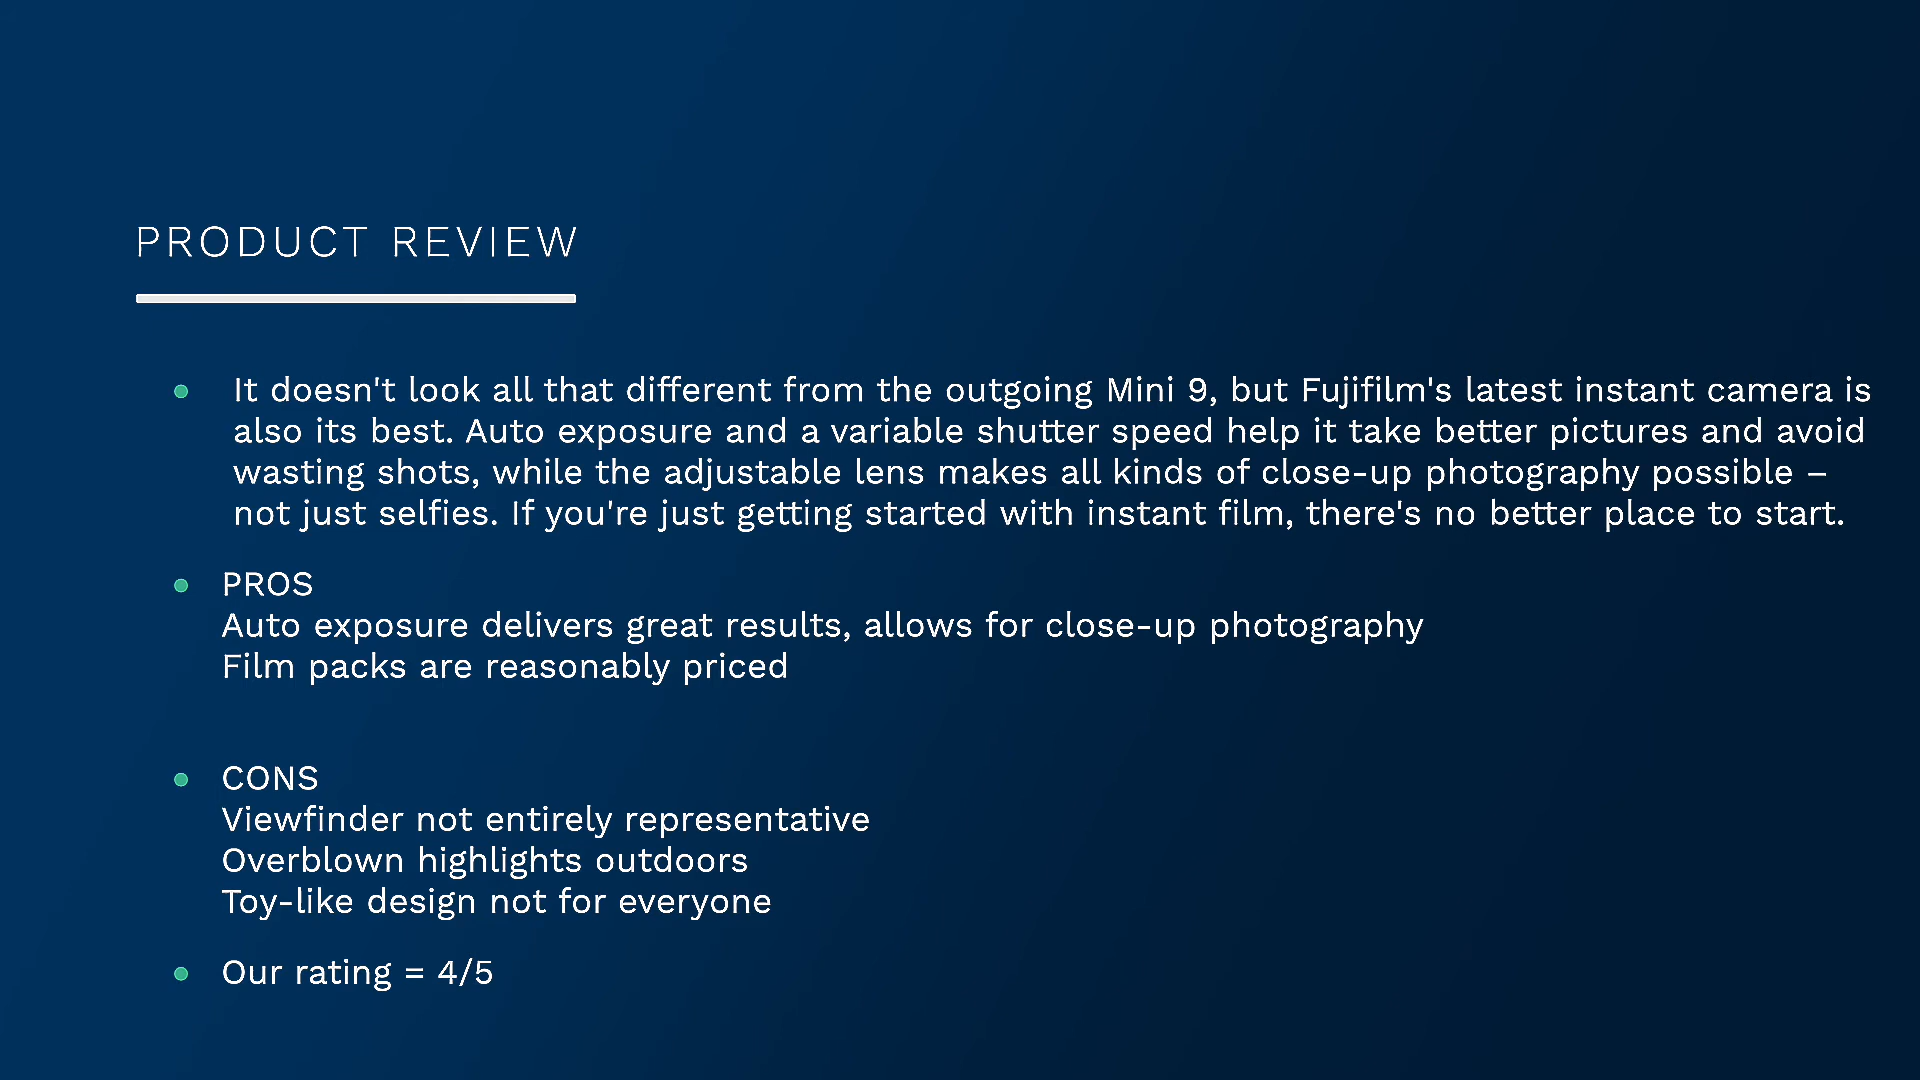 PRODUCT REVIEW
It doesn't look all that different from the outgoing Mini 9, but Fujifilm's latest instant camera is
also its best. Auto exposure and a variable shutter speed help it take better pictures and avoid
wasting shots, while the adjustable lens makes all kinds of close-up photography possible –
not just selfies. If you're just getting started with instant film, there's no better place to start.
PROS
Auto exposure delivers great results, allows for close-up photography
Film packs are reasonably priced
CONS
Viewfinder not entirely representative
Overblown highlights outdoors
Toy-like design not for everyone
Our rating = 4/5